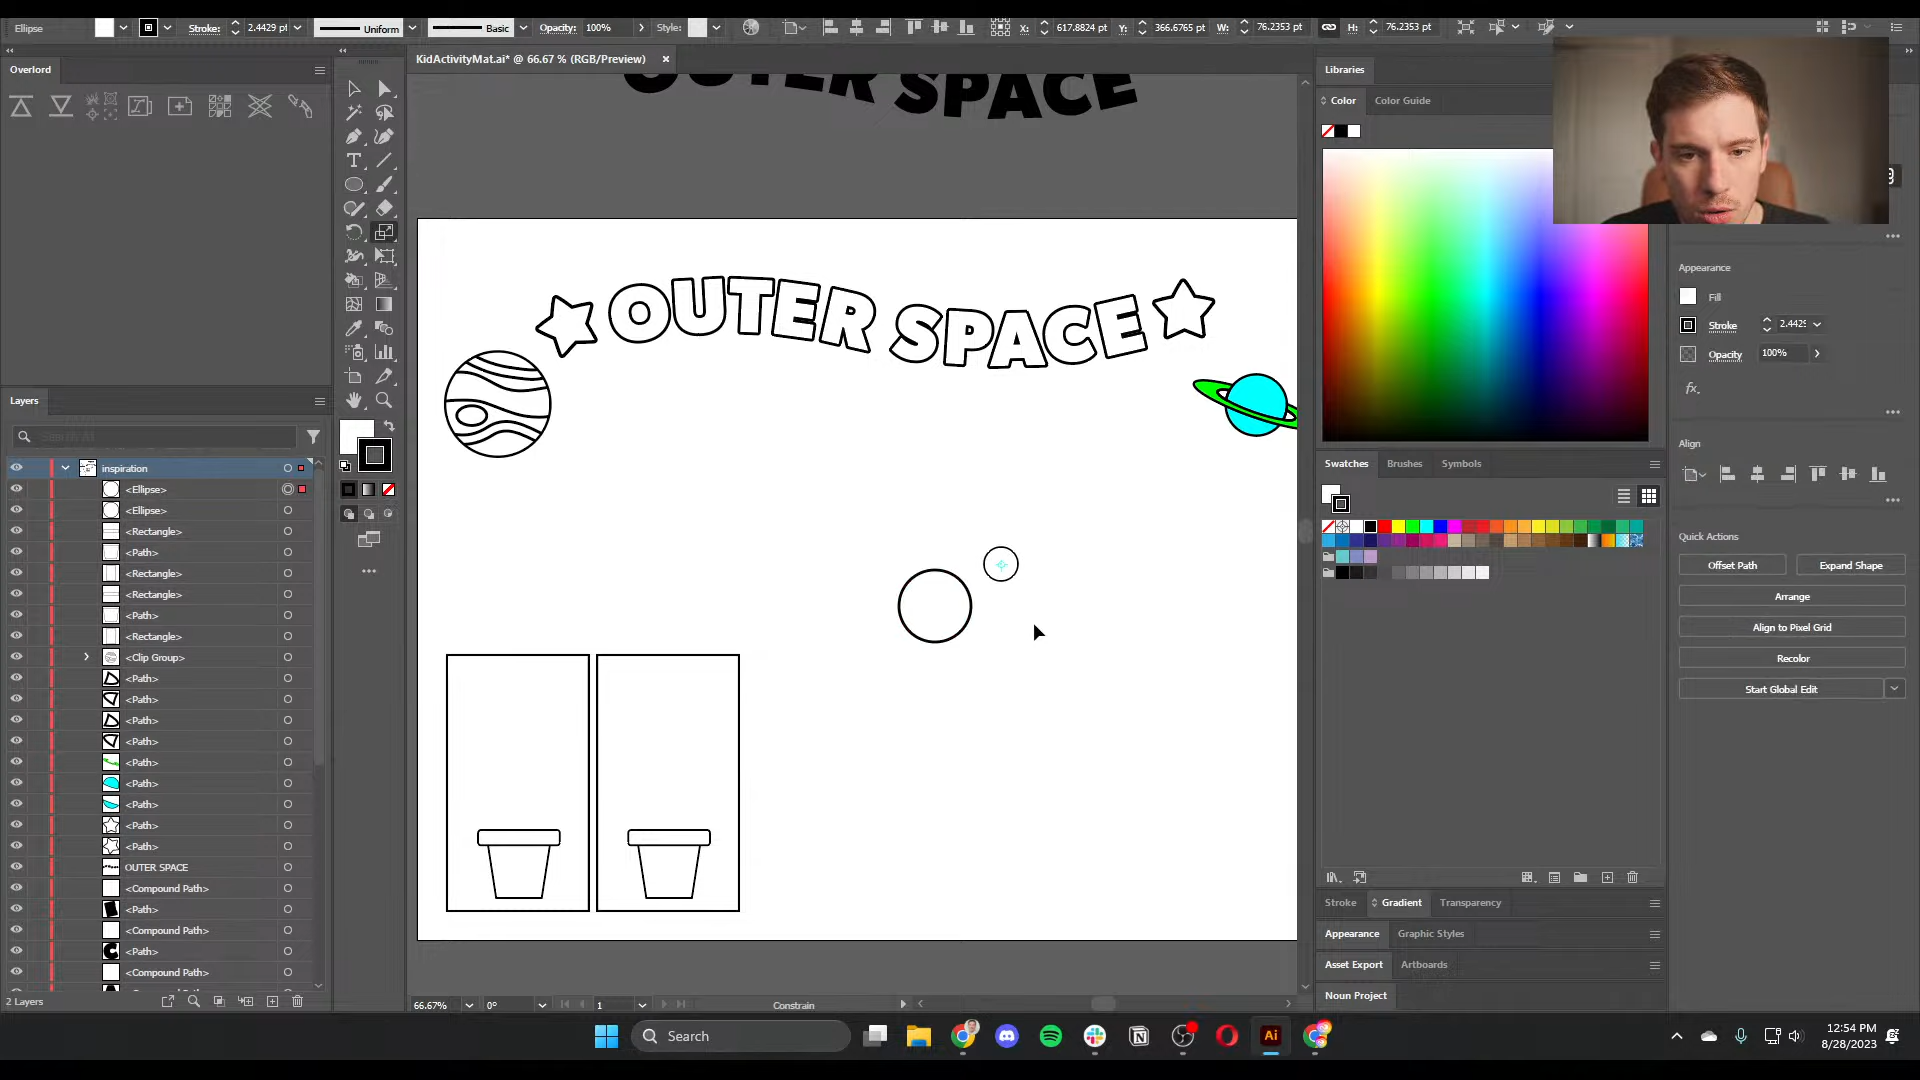 Ellipse
Stroke:
2.4429 pt
Uniform
Basic
Opacity:
100%
Style:
X:
617.8824 pt
Y:
366.6765 pt
W:
76.2353 pt
H:
76.2353 pt
Overlord
KidActivityMat.ai* @ 66.67 % (RGB/Preview)
OUTER SPACE
OUTER SPACE
Layers
inspiration
<Ellipse>
<Ellipse>
<Rectangle>
<Path>
<Rectangle>
<Rectangle>
<Path>
<Rectangle>
<Clip Group>
<Path>
<Path>
<Path>
<Path>
<Path>
<Path>
<Path>
<Path>
<Path>
OUTER SPACE
<Compound Path>
<Path>
<Compound Path>
<Path>
<Compound Path>
2 Layers
66.67%
0°
1
Constrain
Libraries
Color
Color Guide
Swatches
Brushes
Symbols
Stroke
Gradient
Transparency
Appearance
Graphic Styles
Asset Export
Artboards
Noun Project
Appearance
Fill
Stroke
2.4429
Opacity
100%
fx.
Align
Quick Actions
Offset Path
Expand Shape
Arrange
Align to Pixel Grid
Recolor
Start Global Edit
Search
Ai
12:54 PM
8/28/2023